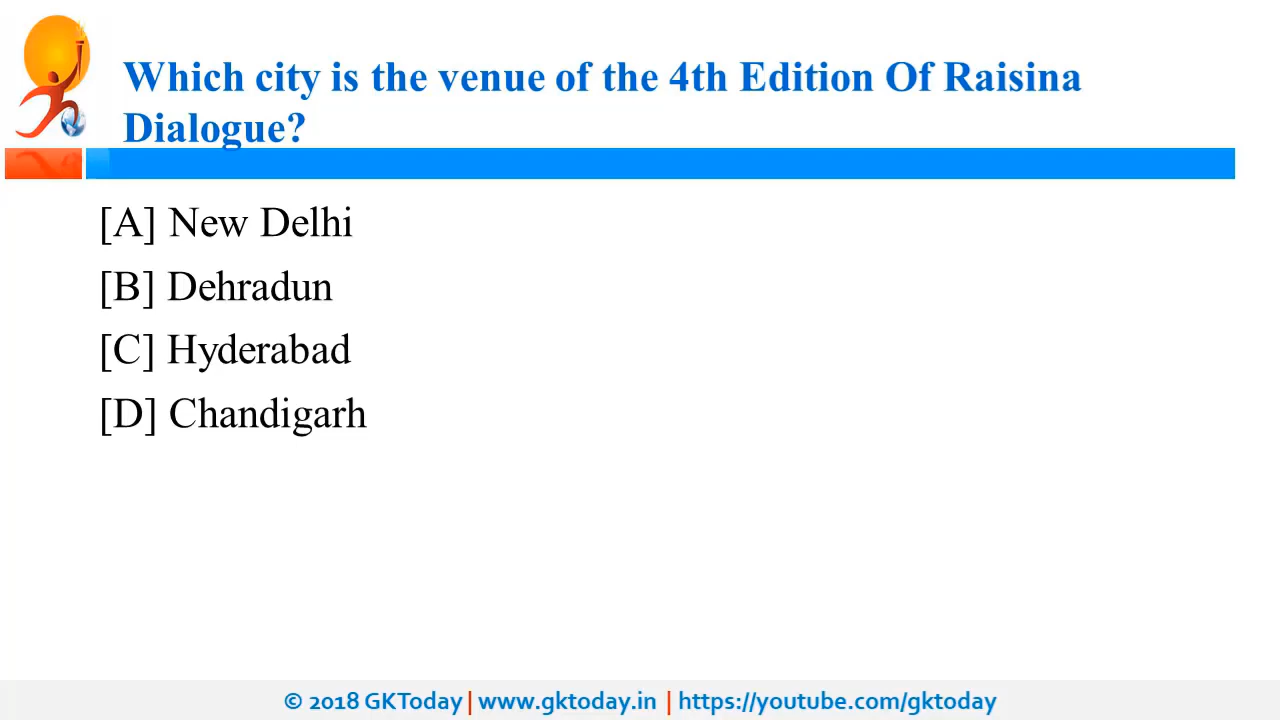 Which city is the venue of the 4th Edition Of Raisina
Dialogue?
[A] New Delhi
[B] Dehradun
[C] Hyderabad
[D] Chandigarh
© 2018 GKToday | www.gktoday.in | https://youtube.com/gktoday